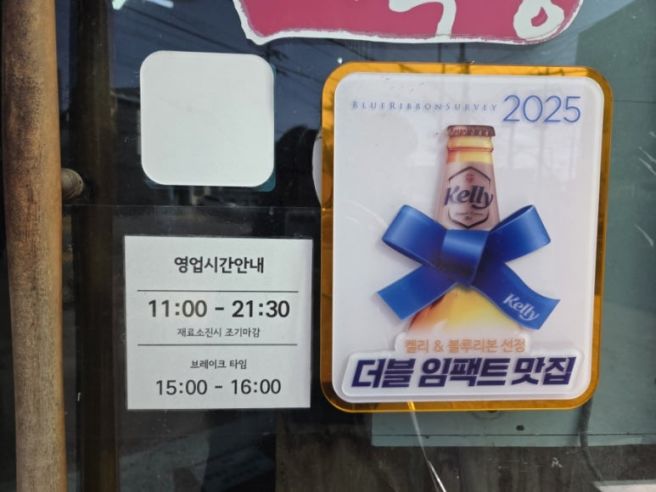 영업시간안내
11:00 - 21:30
재료소진시 조기마감
브레이크 타임
15:00 - 16:00
BLUERIBBONSURVEY 2025
Kelly
Kelly
켈리 & 블루리본 선정
더블 임팩트 맛집